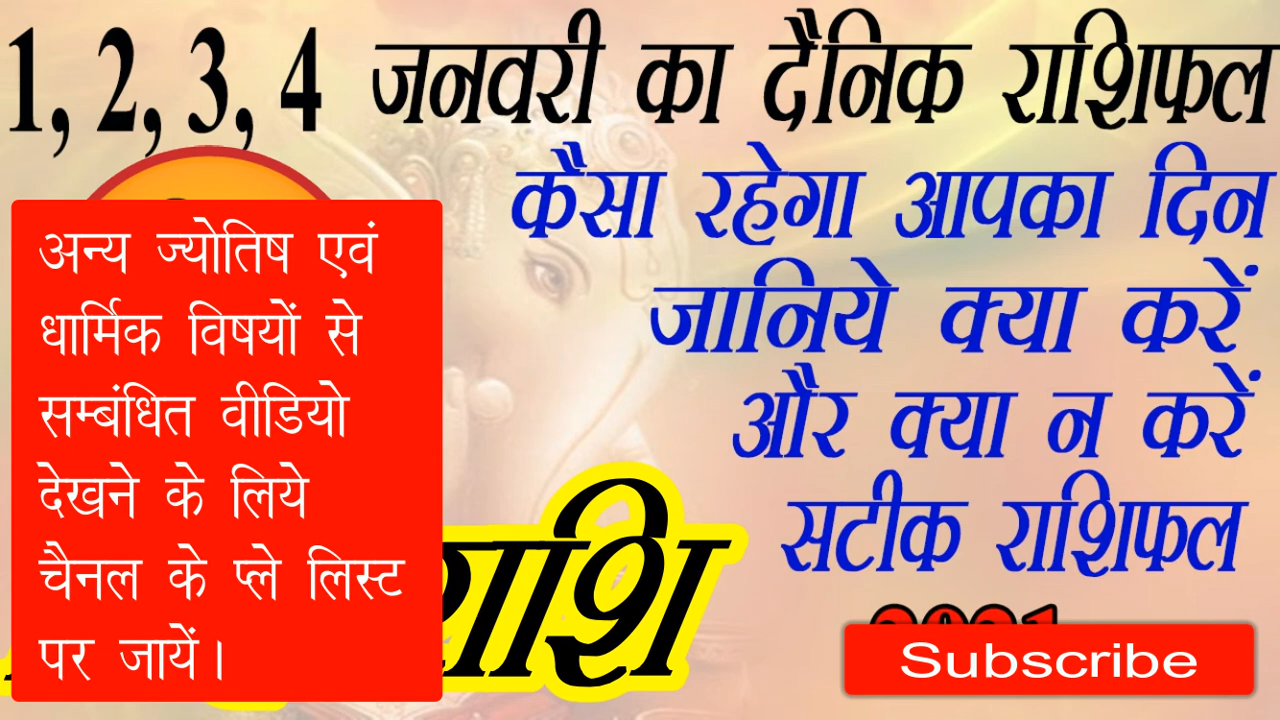 1, 2, 3, 4 जनवरी का दैनिक राशिफल
कैसा रहेगा आपका दिन
जानिये क्या करें
और क्या न करें
सटीक राशिफल
अन्य ज्योतिष एवं
धार्मिक विषयों से
सम्बंधित वीडियो
देखने के लिये
चैनल के प्ले लिस्ट
पर जायें।
राशि
Subscribe